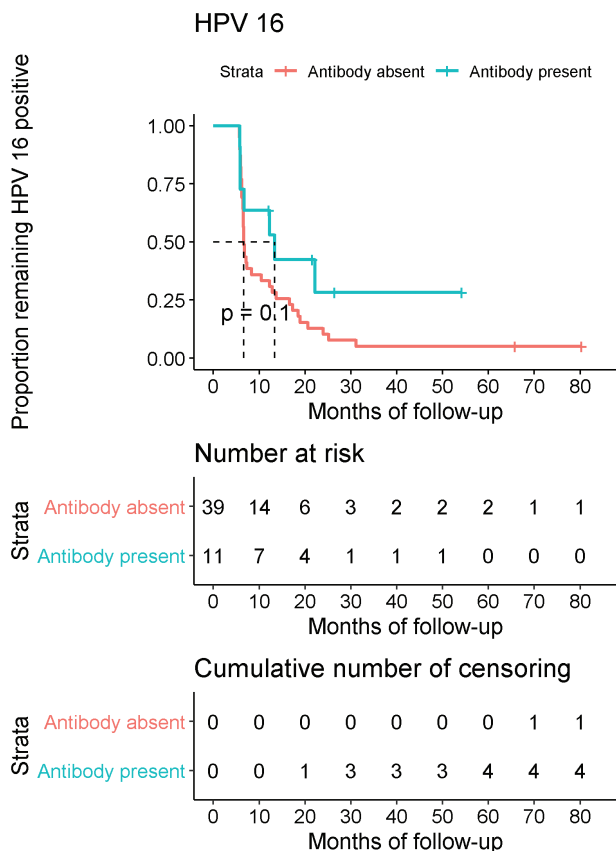 HPV 16
Strata Antibody absent Antibody present
Proportion remaining HPV 16 positive
1.00
0.75
0.50
0.25
0.00
p = 0.1
0 10 20 30 40 50 60 70 80
Months of follow-up
Number at risk
Strata
Antibody absent 39 14 6 3 2 2 2 1 1
Antibody present 11 7 4 1 1 1 0 0 0
0 10 20 30 40 50 60 70 80
Months of follow-up
Cumulative number of censoring
Strata
Antibody absent 0 0 0 0 0 0 0 1 1
Antibody present 0 0 1 3 3 3 4 4 4
0 10 20 30 40 50 60 70 80
Months of follow-up